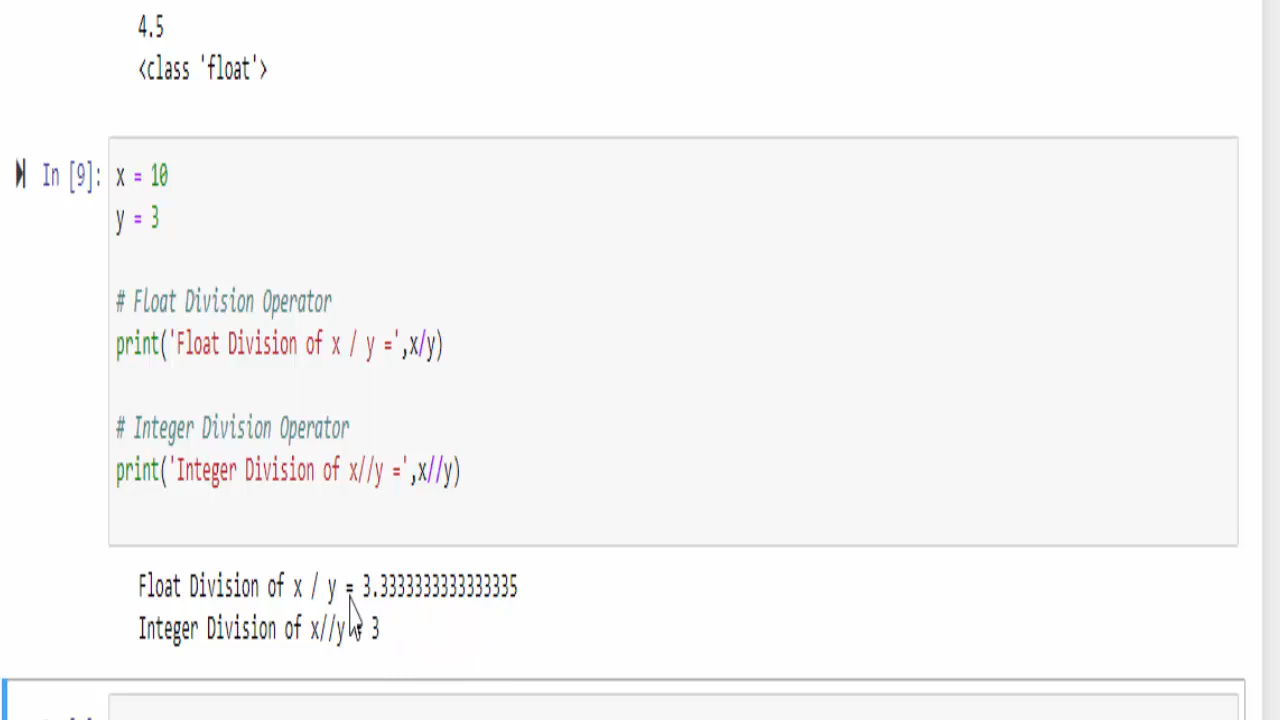 4.5
<class 'float'>
In [9]:
x = 10
y = 3
# Float Division Operator
print('Float Division of x / y =',x/y)
# Integer Division Operator
print('Integer Division of x//y =',x//y)
Float Division of x / y = 3.3333333333333335
Integer Division of x//y = 3